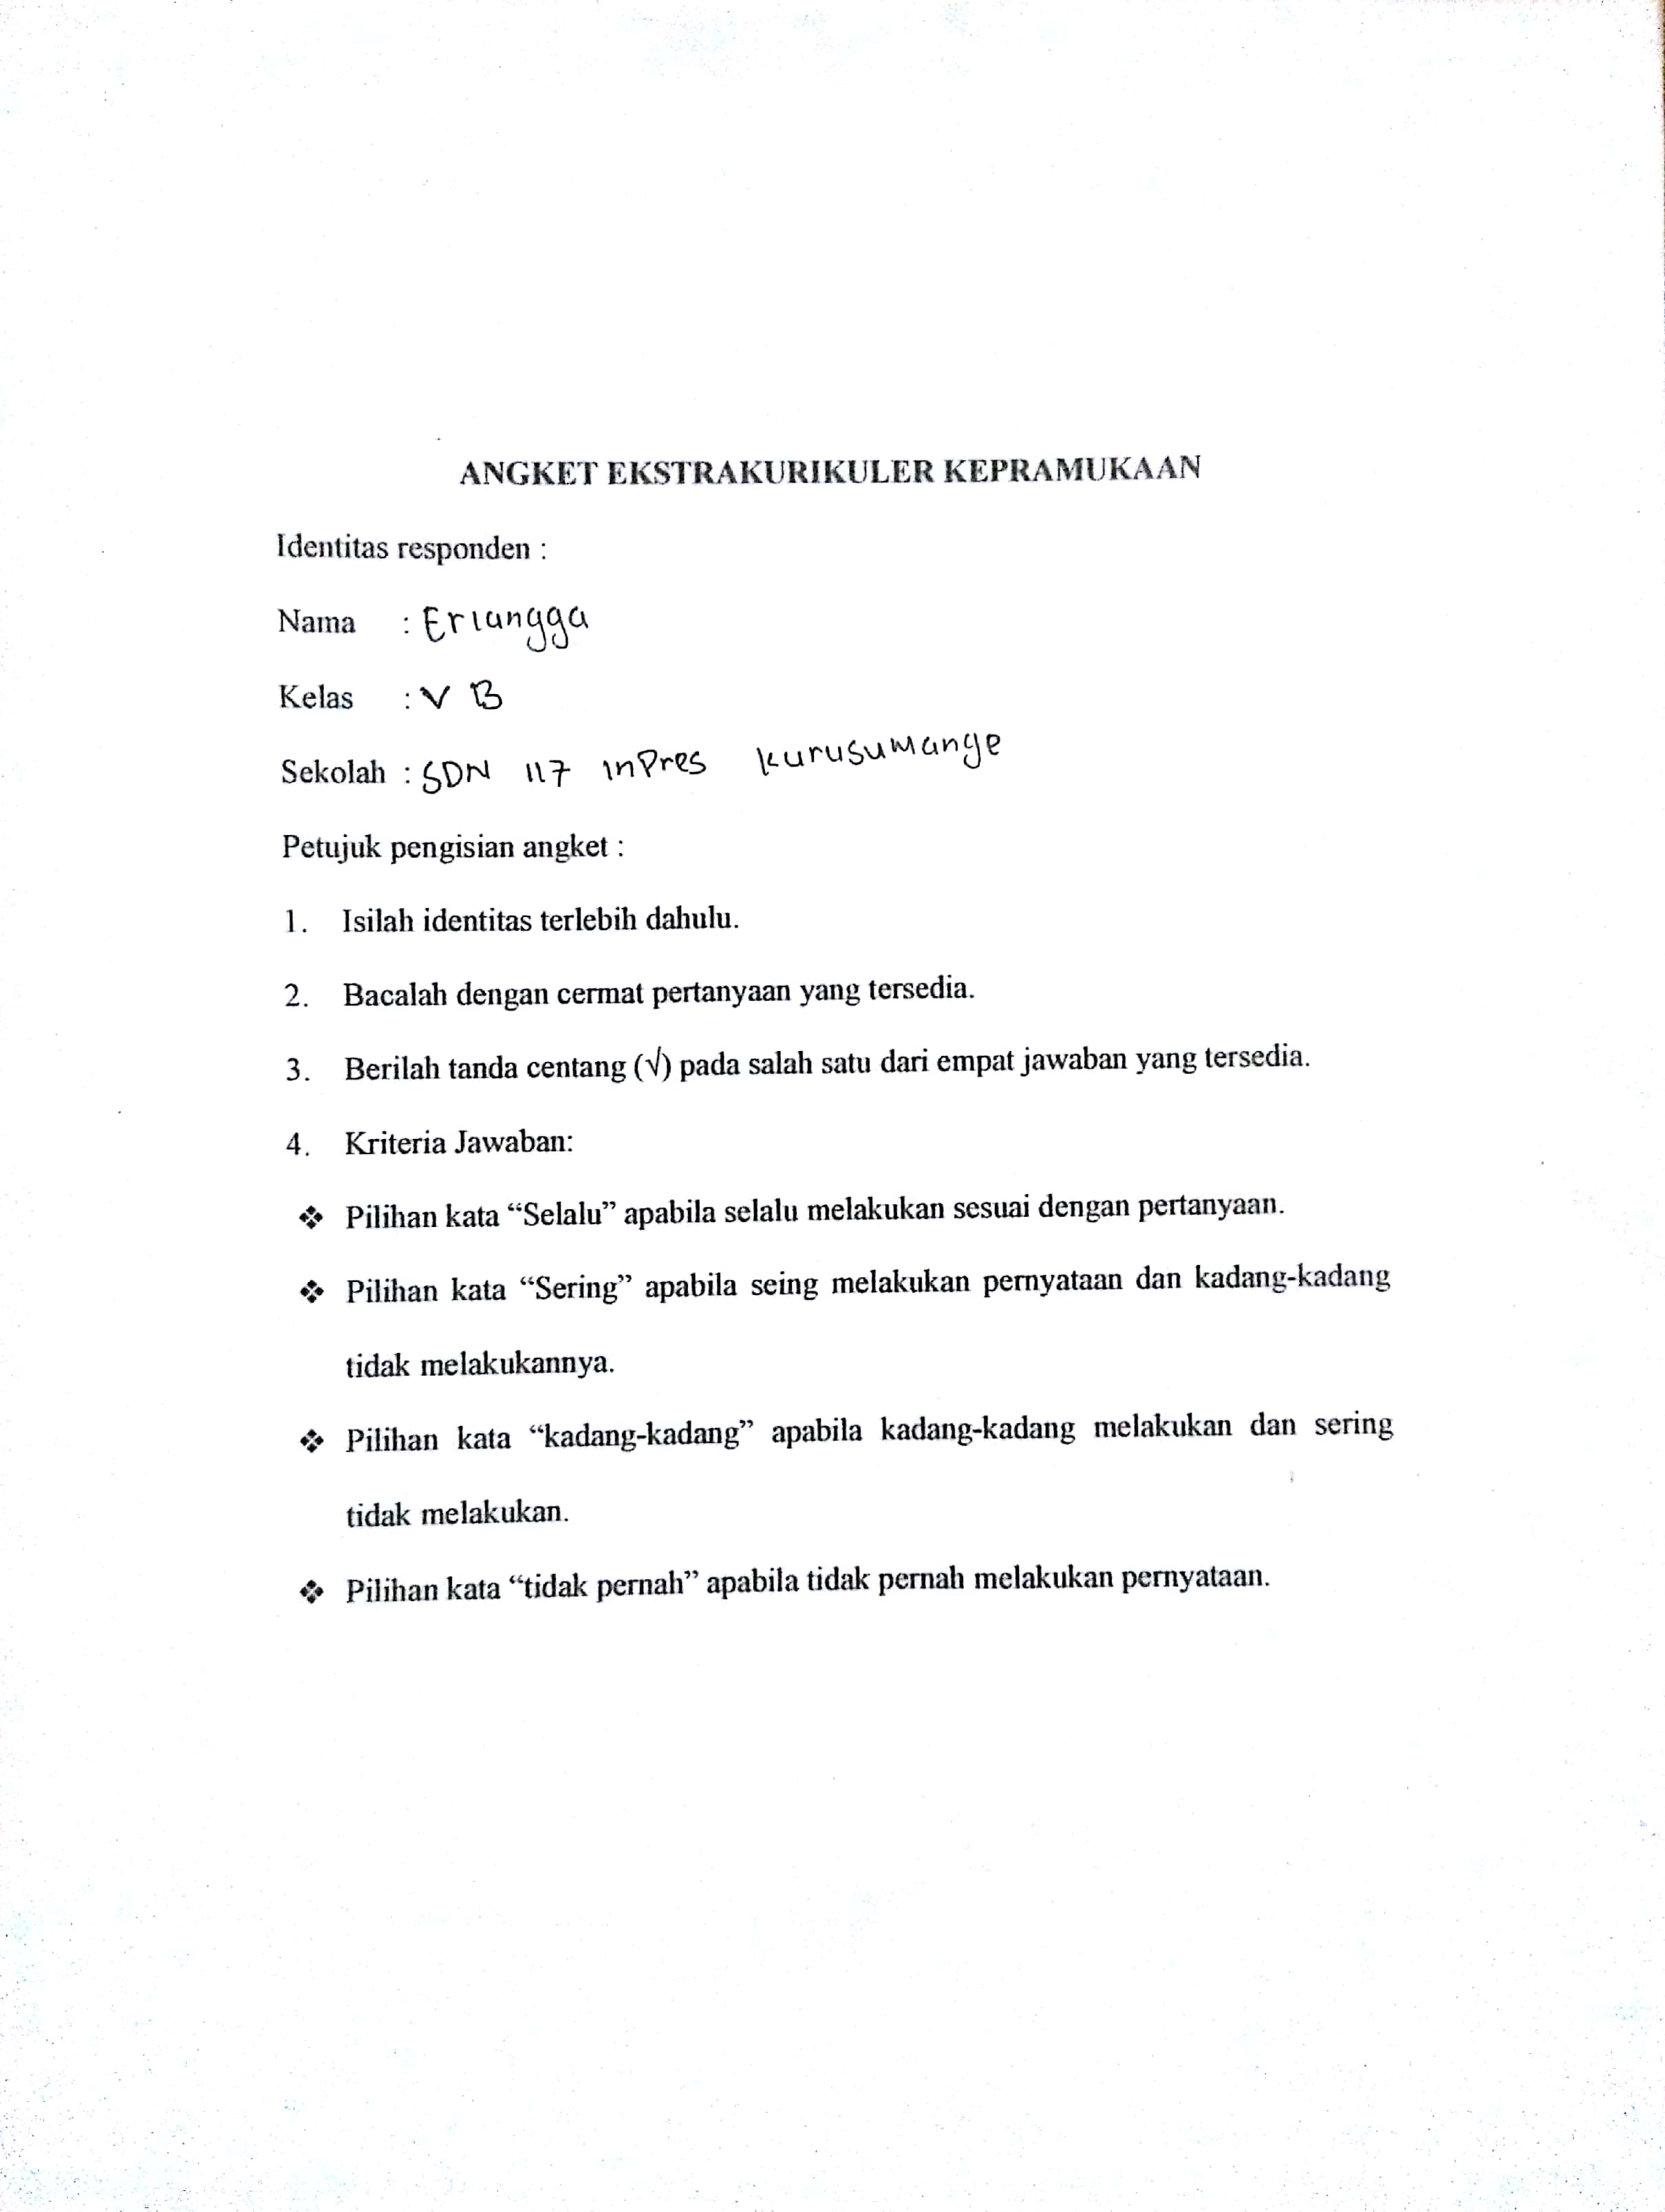 ANGKET EKSTRAKURIKULER KEPRAMUKAAN
Identitas responden :
Nama : Erlangga
Kelas : V B
Sekolah : SDN 117 inPres kurusumange
Petujuk pengisian angket :
1. Isilah identitas terlebih dahulu.
2. Bacalah dengan cermat pertanyaan yang tersedia.
3. Berilah tanda centang (√) pada salah satu dari empat jawaban yang tersedia.
4. Kriteria Jawaban:
❖ Pilihan kata “Selalu” apabila selalu melakukan sesuai dengan pertanyaan.
❖ Pilihan kata “Sering” apabila seing melakukan pernyataan dan kadang-kadang
tidak melakukannya.
❖ Pilihan kata “kadang-kadang” apabila kadang-kadang melakukan dan sering
tidak melakukan.
❖ Pilihan kata “tidak pernah” apabila tidak pernah melakukan pernyataan.